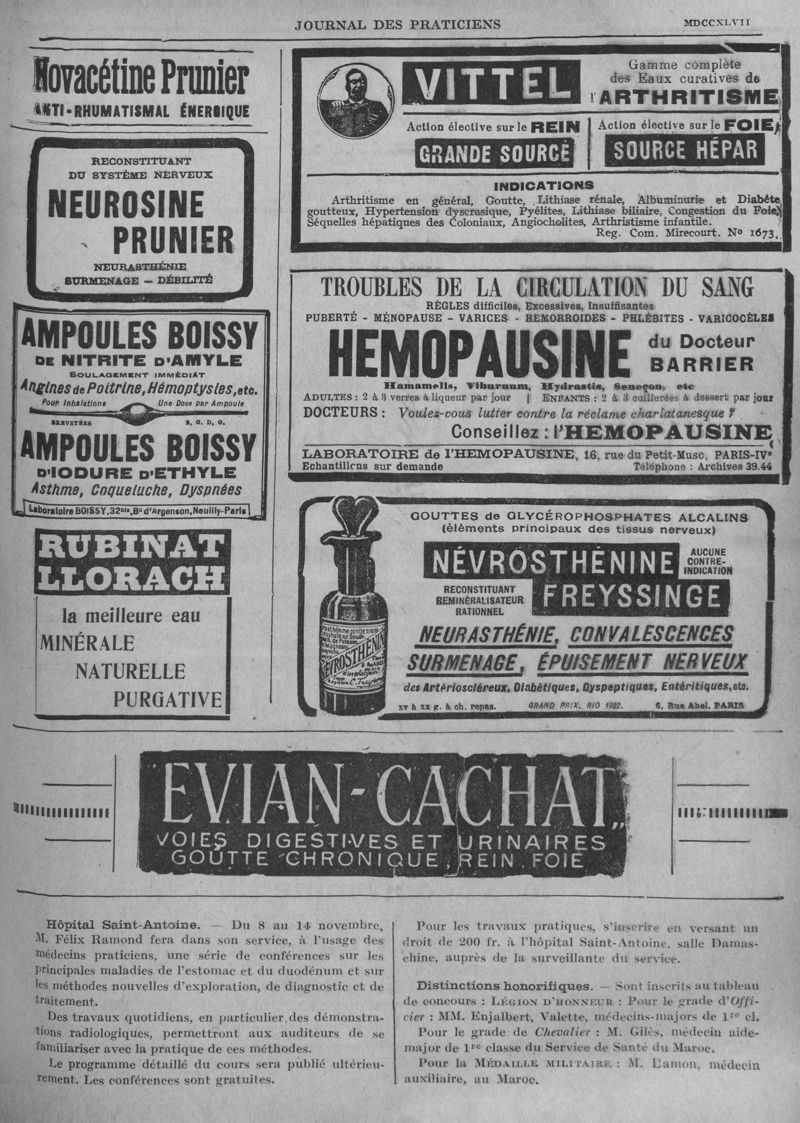 JOURNAL DES PRATICIENS
MDCCXLVII
Novacétine Prunier
ANTI-RHUMATISMAL ÉNERGIQUE
RECONSTITUANT
DU SYSTÈME NERVEUX
NEUROSINE
PRUNIER
NEURASTHÉNIE
SURMENAGE — DÉBILITÉ
AMPOULES BOISSY
DE NITRITE D'AMYLE
SOULAGEMENT IMMÉDIAT
Angines de Poitrine, Hémoptysies, etc.
Pour Inhalations Une Dose par Ampoule
BREVETÉES S. G. D. G.
AMPOULES BOISSY
D'IODURE D'ETHYLE
Asthme, Coqueluche, Dyspnées
Laboratoire BOISSY, 32bis, Bd d'Argenson, Neuilly-Paris
RUBINAT
LLORACH
la meilleure eau
MINÉRALE
NATURELLE
PURGATIVE
VITTEL
Gamme complète
des Eaux curatives de
l'ARTHRITISME
Action élective sur le REIN
GRANDE SOURCE
Action élective sur le FOIE
SOURCE HÉPAR
INDICATIONS
Arthritisme en général, Goutte, Lithiase rénale, Albuminurie et Diabète
goutteux, Hypertension dyscrasique, Pyélites, Lithiase biliaire, Congestion du Foie,
Séquelles hépatiques des Coloniaux, Angiocholites, Arthristisme infantile.
Reg. Com. Mirecourt. No 1673.
TROUBLES DE LA CIRCULATION DU SANG
RÈGLES difficiles, Excessives, Insuffisantes
PUBERTÉ - MÉNOPAUSE - VARICES - HEMORROIDES - PHLÉBITES - VARICOCÈLES
HEMOPAUSINE du Docteur
BARRIER
Hamamelis, Viburnum, Hydrastis, Seneçon, etc
ADULTES : 2 à 3 verres à liqueur par jour | ENFANTS : 2 à 3 cuillerées à dessert par jour
DOCTEURS : Voulez-vous lutter contre la réclame charlatanesque ?
Conseillez : l'HEMOPAUSINE
LABORATOIRE de l'HEMOPAUSINE, 16, rue du Petit-Musc, PARIS-IVe
Echantillons sur demande Téléphone : Archives 39.44
GOUTTES de GLYCÉROPHOSPHATES ALCALINS
(éléments principaux des tissus nerveux)
NÉVROSTHÉNINE
AUCUNE
CONTRE-
INDICATION
RECONSTITUANT
REMINÉRALISATEUR
RATIONNEL
FREYSSINGE
NEURASTHÉNIE, CONVALESCENCES
SURMENAGE, ÉPUISEMENT NERVEUX
des Artérioscléreux, Diabétiques, Dyspeptiques, Entéritiques, etc.
XV à XX g. à ch. repas. GRAND PRIX, RIO 1922. 6, Rue Abel, PARIS
NEVROSTHÉNIN
EVIAN-CACHAT
VOIES DIGESTIVES ET URINAIRES
GOUTTE CHRONIQUE, REIN. FOIE
Hôpital Saint-Antoine. — Du 8 au 14 novembre,
M. Félix Ramond fera dans son service, à l'usage des
médecins praticiens, une série de conférences sur les
principales maladies de l'estomac et du duodénum et sur
les méthodes nouvelles d'exploration, de diagnostic et de
traitement.
Des travaux quotidiens, en particulier des démonstra-
tions radiologiques, permettront aux auditeurs de se
familiariser avec la pratique de ces méthodes.
Le programme détaillé du cours sera publié ultérieu-
rement. Les conférences sont gratuites.
Pour les travaux pratiques, s'inscrire en versant un
droit de 200 fr. à l'hôpital Saint-Antoine, salle Damas-
chine, auprès de la surveillante du service.
Distinctions honorifiques. — Sont inscrits au tableau
de concours : LÉGION D'HONNEUR : Pour le grade d'Offi-
cier : MM. Enjalbert, Valette, médecins-majors de 1re cl.
Pour le grade de Chevalier : M. Gilès, médecin aide-
major de 1re classe du Service de Santé du Maroc.
Pour la MÉDAILLE MILITAIRE : M. Damon, médecin
auxiliaire, au Maroc.